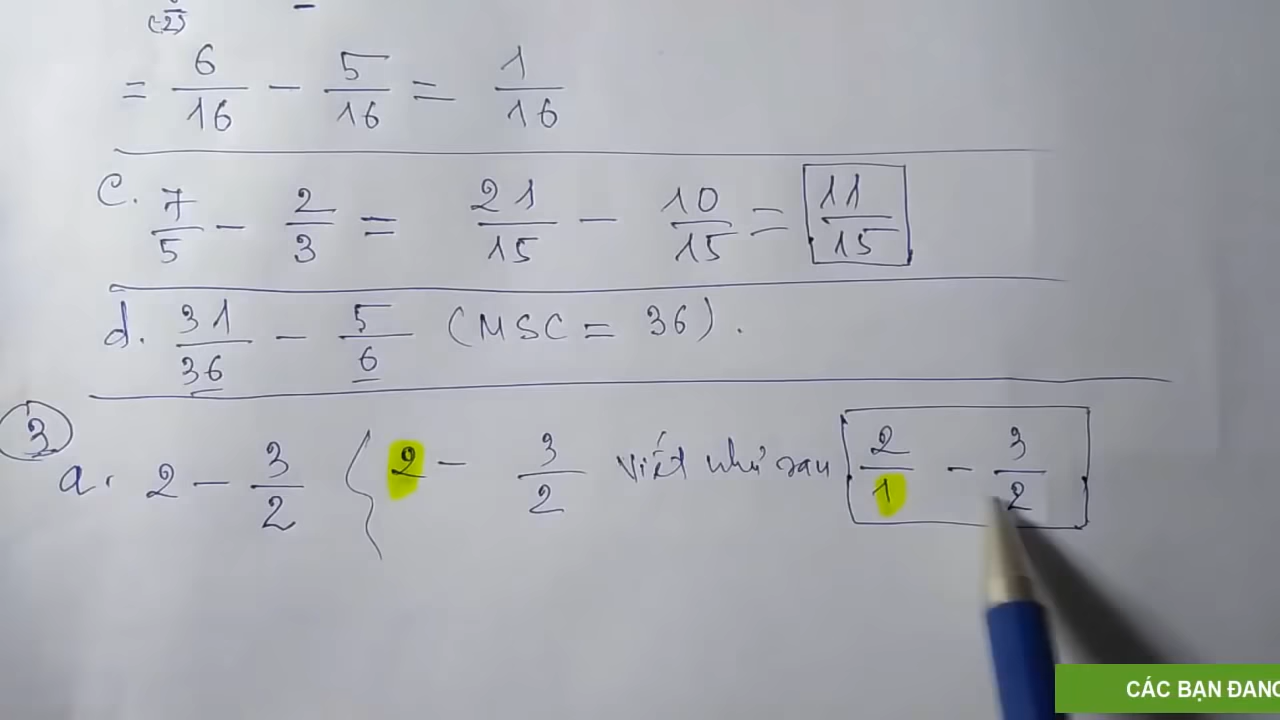 (2)
= 6/16 - 5/16 = 1/16
c. 7/5 - 2/3 = 21/15 - 10/15 = 11/15
d. 31/36 - 5/6 (MSC = 36).
3
a. 2 - 3/2 { 2 - 3/2 viết như sau 2/1 - 3/2
CÁC BẠN ĐANG